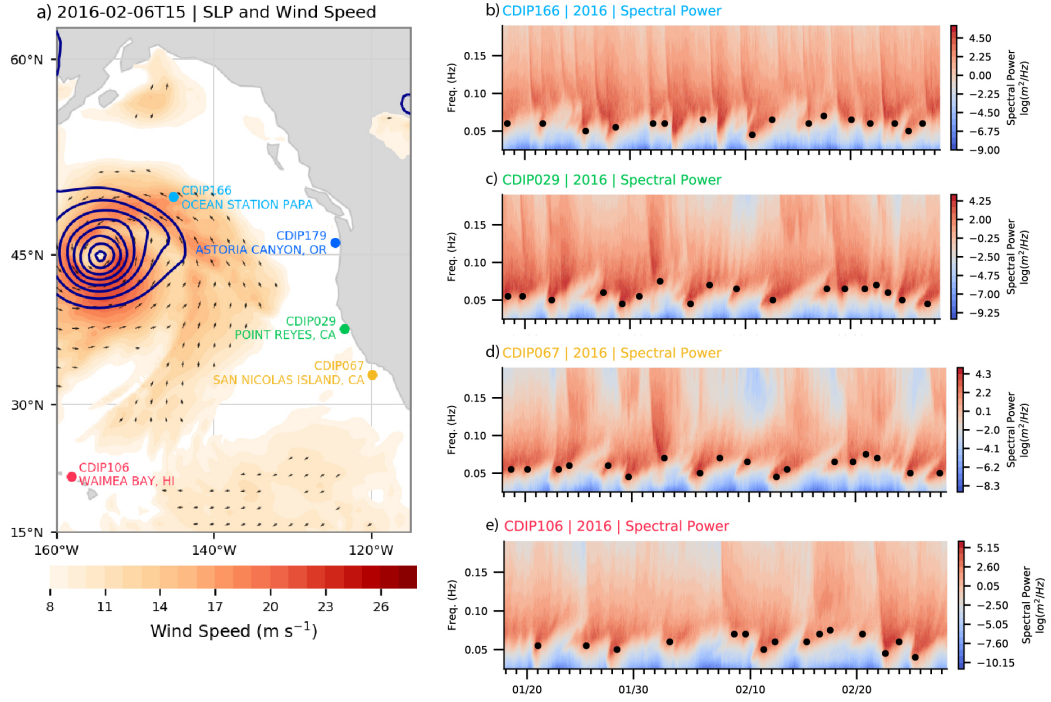 a) 2016-02-06T15 | SLP and Wind Speed
60°N
45°N
30°N
15°N
160°W
140°W
120°W
CDIP166
OCEAN STATION PAPA
CDIP179
ASTORIA CANYON, OR
CDIP029
POINT REYES, CA
CDIP067
SAN NICOLAS ISLAND, CA
CDIP106
WAIMEA BAY, HI
8
11
14
17
20
23
26
Wind Speed (m s⁻¹)
b) CDIP166 | 2016 | Spectral Power
Freq. (Hz)
0.15
0.10
0.05
4.50
2.25
0.00
−2.25
−4.50
−6.75
−9.00
Spectral Power
log(m²/Hz)
c) CDIP029 | 2016 | Spectral Power
Freq. (Hz)
0.15
0.10
0.05
4.25
2.00
−0.25
−2.50
−4.75
−7.00
−9.25
Spectral Power
log(m²/Hz)
d) CDIP067 | 2016 | Spectral Power
Freq. (Hz)
0.15
0.10
0.05
4.3
2.2
0.1
−2.0
−4.1
−6.2
−8.3
Spectral Power
log(m²/Hz)
e) CDIP106 | 2016 | Spectral Power
Freq. (Hz)
0.15
0.10
0.05
5.15
2.60
0.05
−2.50
−5.05
−7.60
−10.15
Spectral Power
log(m²/Hz)
01/20
01/30
02/10
02/20